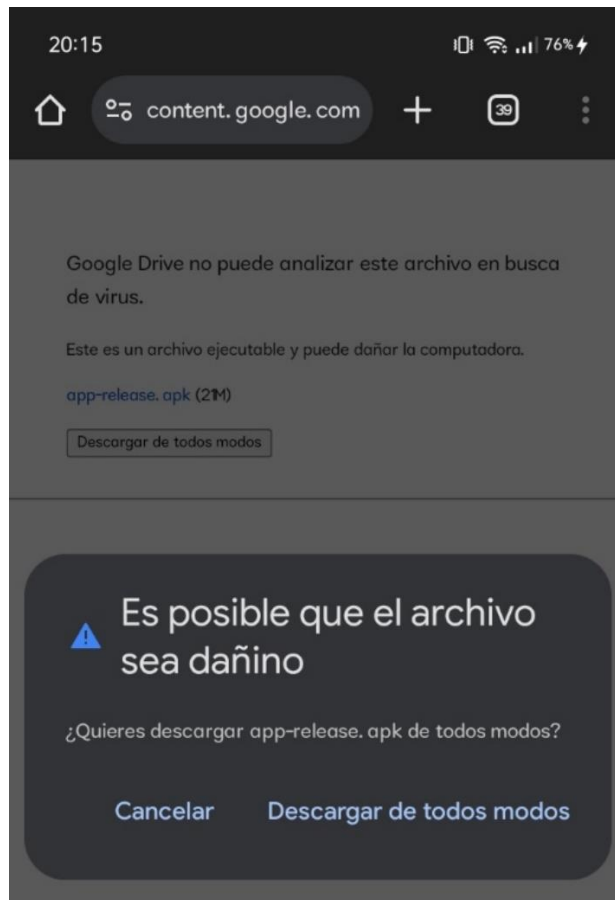 20:15
76%
content.google.com
39
Google Drive no puede analizar este archivo en busca
de virus.
Este es un archivo ejecutable y puede dañar la computadora.
app-release.apk (21M)
Descargar de todos modos
Es posible que el archivo
sea dañino
¿Quieres descargar app-release.apk de todos modos?
Cancelar
Descargar de todos modos